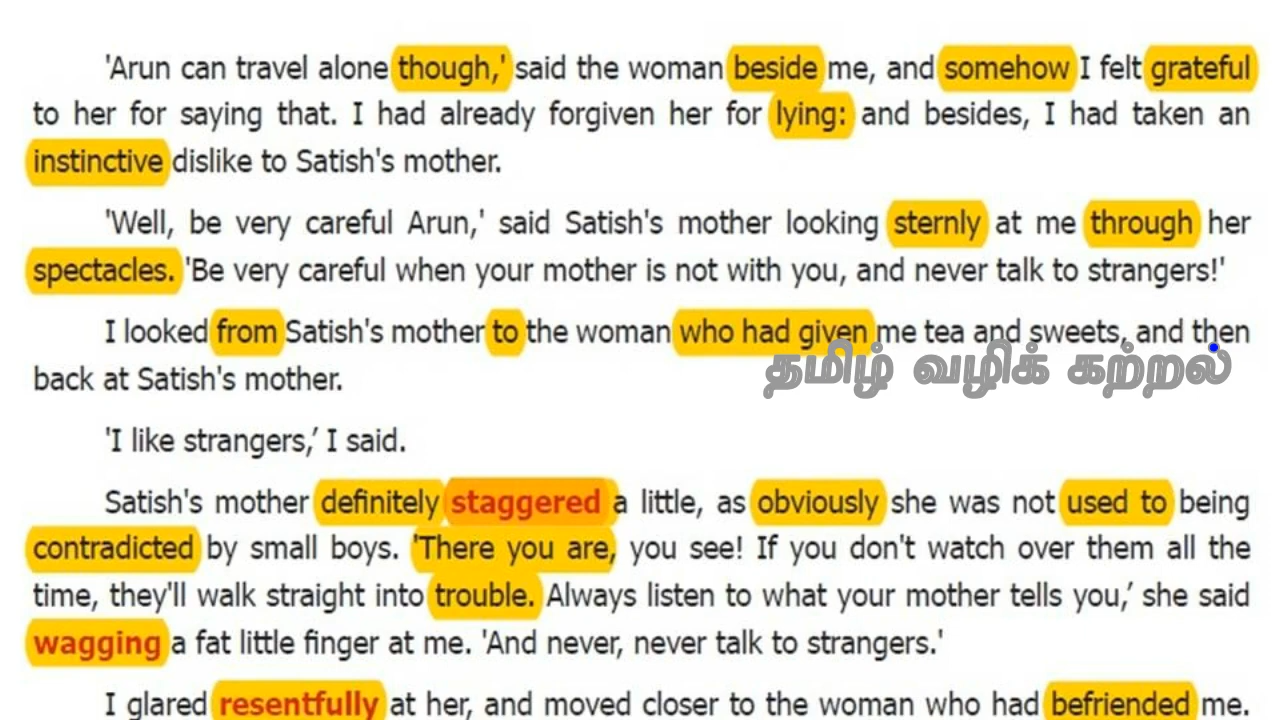 'Arun can travel alone though,' said the woman beside me, and somehow I felt grateful
to her for saying that. I had already forgiven her for lying: and besides, I had taken an
instinctive dislike to Satish's mother.
'Well, be very careful Arun,' said Satish's mother looking sternly at me through her
spectacles. 'Be very careful when your mother is not with you, and never talk to strangers!'
I looked from Satish's mother to the woman who had given me tea and sweets, and then
back at Satish's mother.
தமிழ் வழிக் கற்றல்
'I like strangers,’ I said.
Satish's mother definitely staggered a little, as obviously she was not used to being
contradicted by small boys. 'There you are, you see! If you don't watch over them all the
time, they'll walk straight into trouble. Always listen to what your mother tells you,’ she said
wagging a fat little finger at me. 'And never, never talk to strangers.'
I glared resentfully at her, and moved closer to the woman who had befriended me.